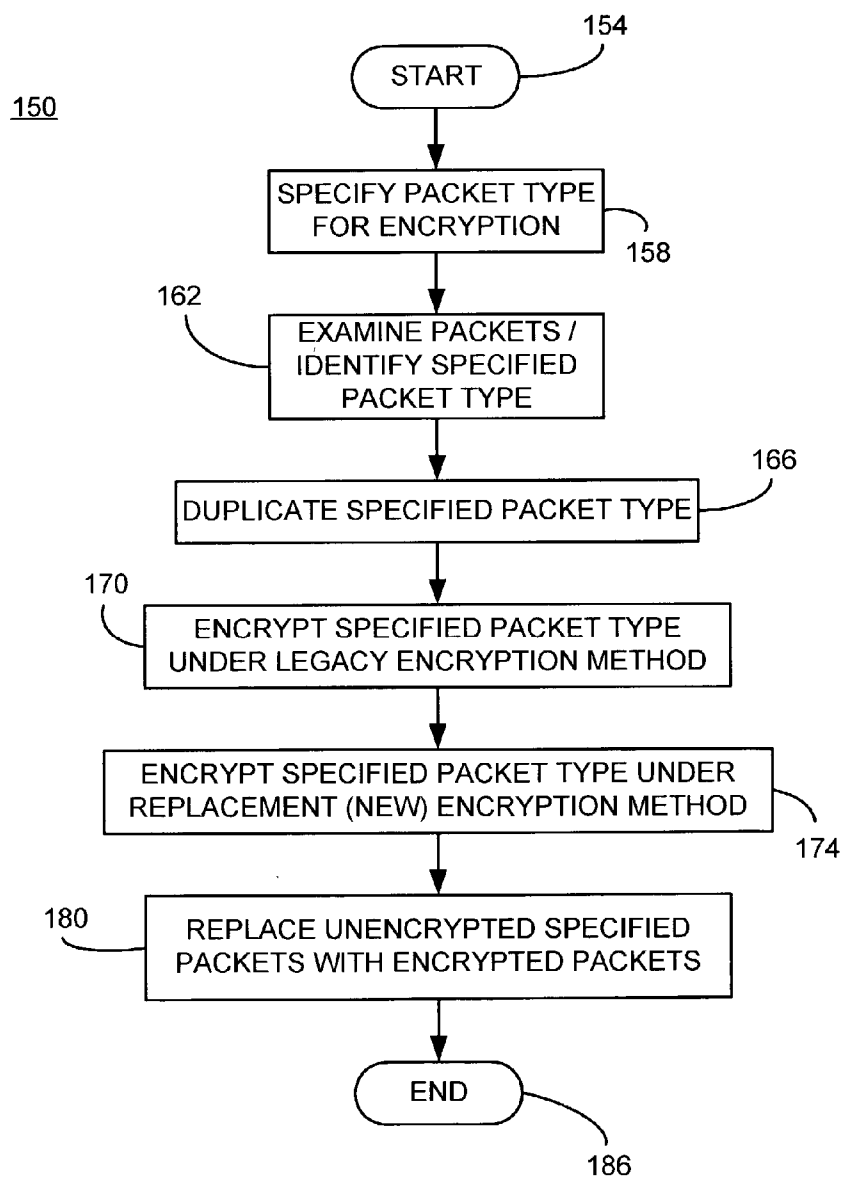 154
START
150
SPECIFY PACKET TYPE
FOR ENCRYPTION
158
162
EXAMINE PACKETS /
IDENTIFY SPECIFIED
PACKET TYPE
166
DUPLICATE SPECIFIED PACKET TYPE
170
ENCRYPT SPECIFIED PACKET TYPE
UNDER LEGACY ENCRYPTION METHOD
ENCRYPT SPECIFIED PACKET TYPE UNDER
REPLACEMENT (NEW) ENCRYPTION METHOD
174
180
REPLACE UNENCRYPTED SPECIFIED
PACKETS WITH ENCRYPTED PACKETS
END
186